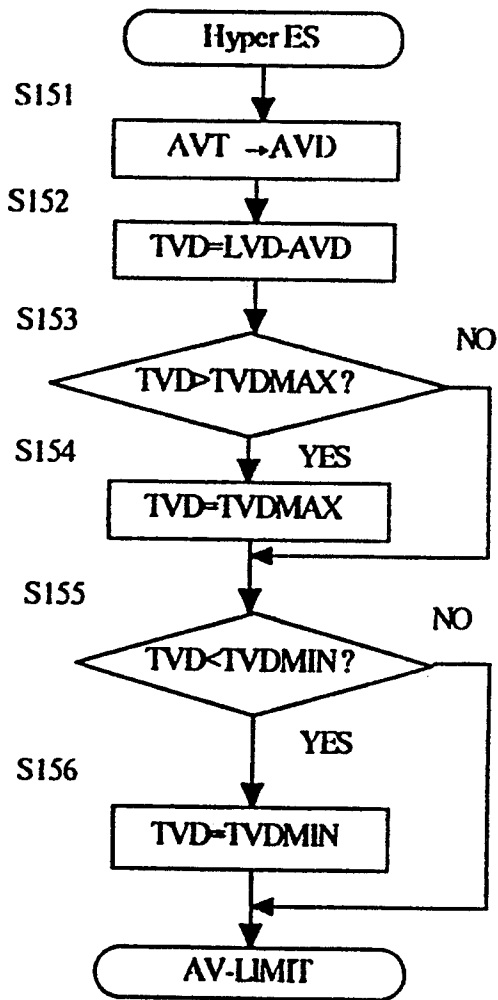 Hyper ES
S151
AVT →AVD
S152
TVD=LVD-AVD
S153
NO
TVD>TVDMAX?
S154
YES
TVD=TVDMAX
S155
NO
TVD<TVDMIN?
YES
S156
TVD=TVDMIN
AV-LIMIT